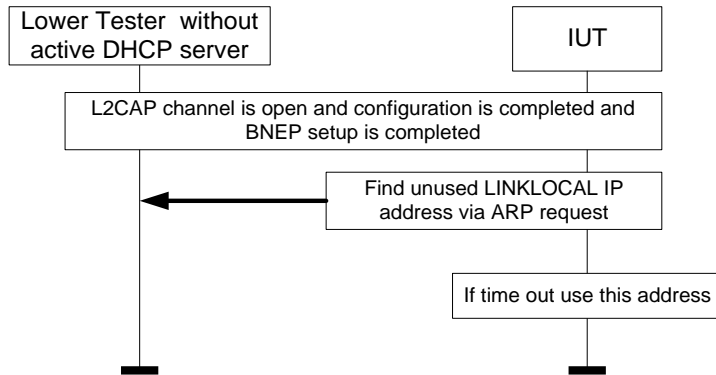 Lower Tester without
active DHCP server
IUT
L2CAP channel is open and configuration is completed and
BNEP setup is completed
Find unused LINKLOCAL IP
address via ARP request
If time out use this address